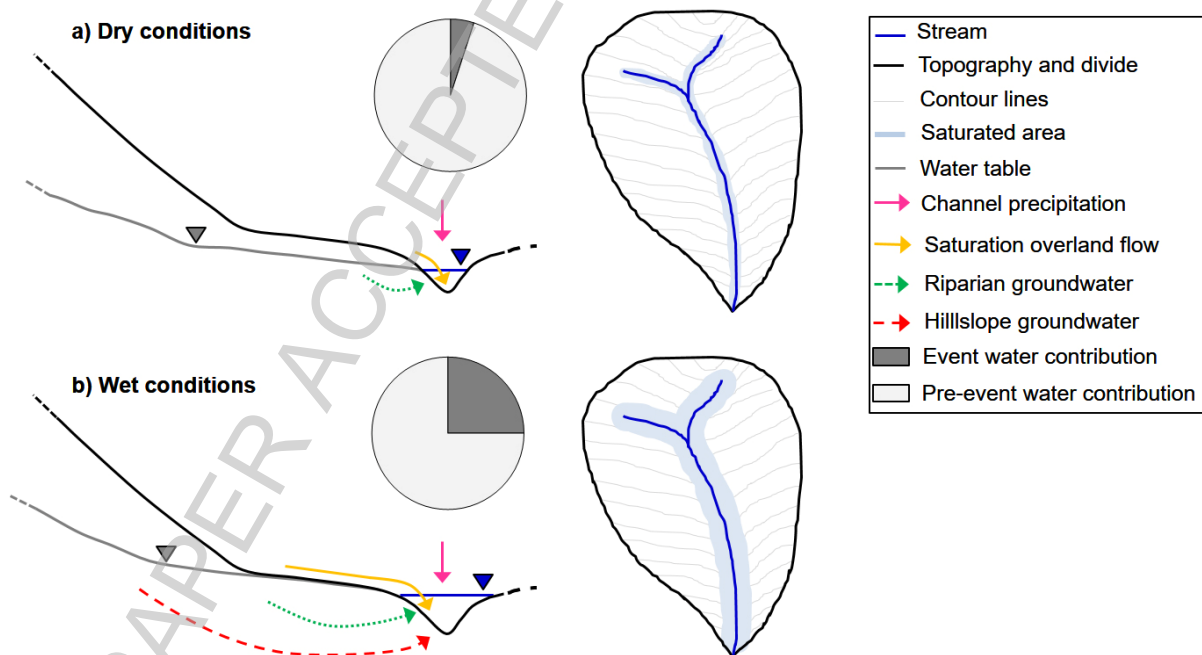 a) Dry conditions
b) Wet conditions
Stream
Topography and divide
Contour lines
Saturated area
Water table
Channel precipitation
Saturation overland flow
Riparian groundwater
Hilllslope groundwater
Event water contribution
Pre-event water contribution
PAPER ACCEPTE